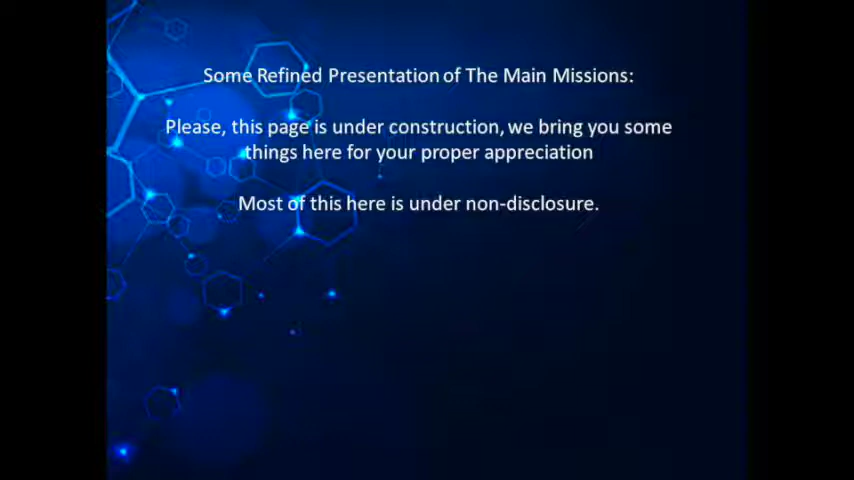 Some Refined Presentation of The Main Missions:
Please, this page is under construction, we bring you some
things here for your proper appreciation
Most of this here is under non-disclosure.